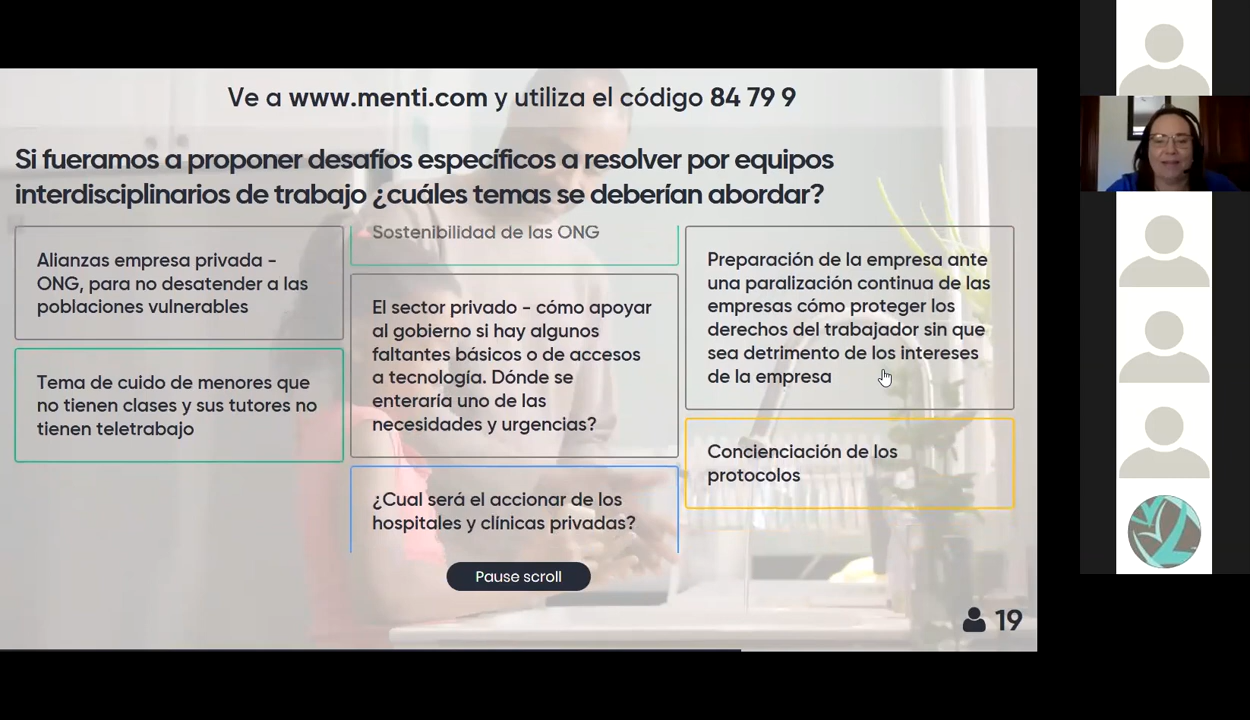 Ve a www.menti.com y utiliza el código 84 79 9
Si fueramos a proponer desafíos específicos a resolver por equipos
interdisciplinarios de trabajo ¿cuáles temas se deberían abordar?
Alianzas empresa privada -
ONG, para no desatender a las
poblaciones vulnerables
Tema de cuido de menores que
no tienen clases y sus tutores no
tienen teletrabajo
Sostenibilidad de las ONG
El sector privado - cómo apoyar
al gobierno si hay algunos
faltantes básicos o de accesos
a tecnología. Dónde se
enteraría uno de las
necesidades y urgencias?
¿Cual será el accionar de los
hospitales y clínicas privadas?
Preparación de la empresa ante
una paralización continua de las
empresas cómo proteger los
derechos del trabajador sin que
sea detrimento de los intereses
de la empresa
Concienciación de los
protocolos
Pause scroll
19